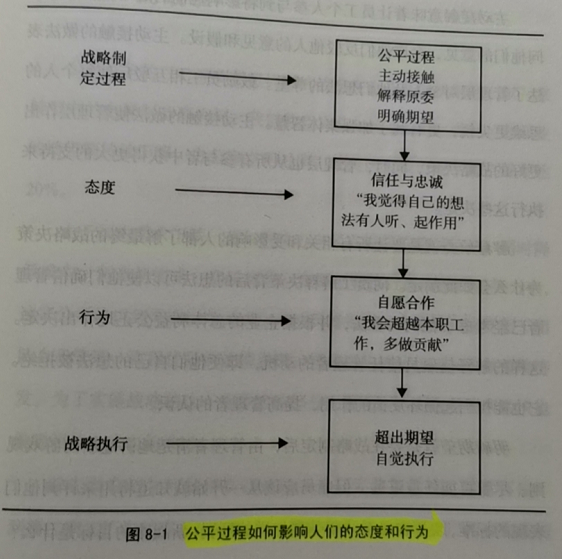 战略制
定过程
公平过程
主动接触
解释原委
明确期望
态度
信任与忠诚
“我觉得自己的想
法有人听、起作用”
行为
自愿合作
“我会超越本职工
作，多做贡献”
战略执行
超出期望
自觉执行
图 8-1 公平过程如何影响人们的态度和行为